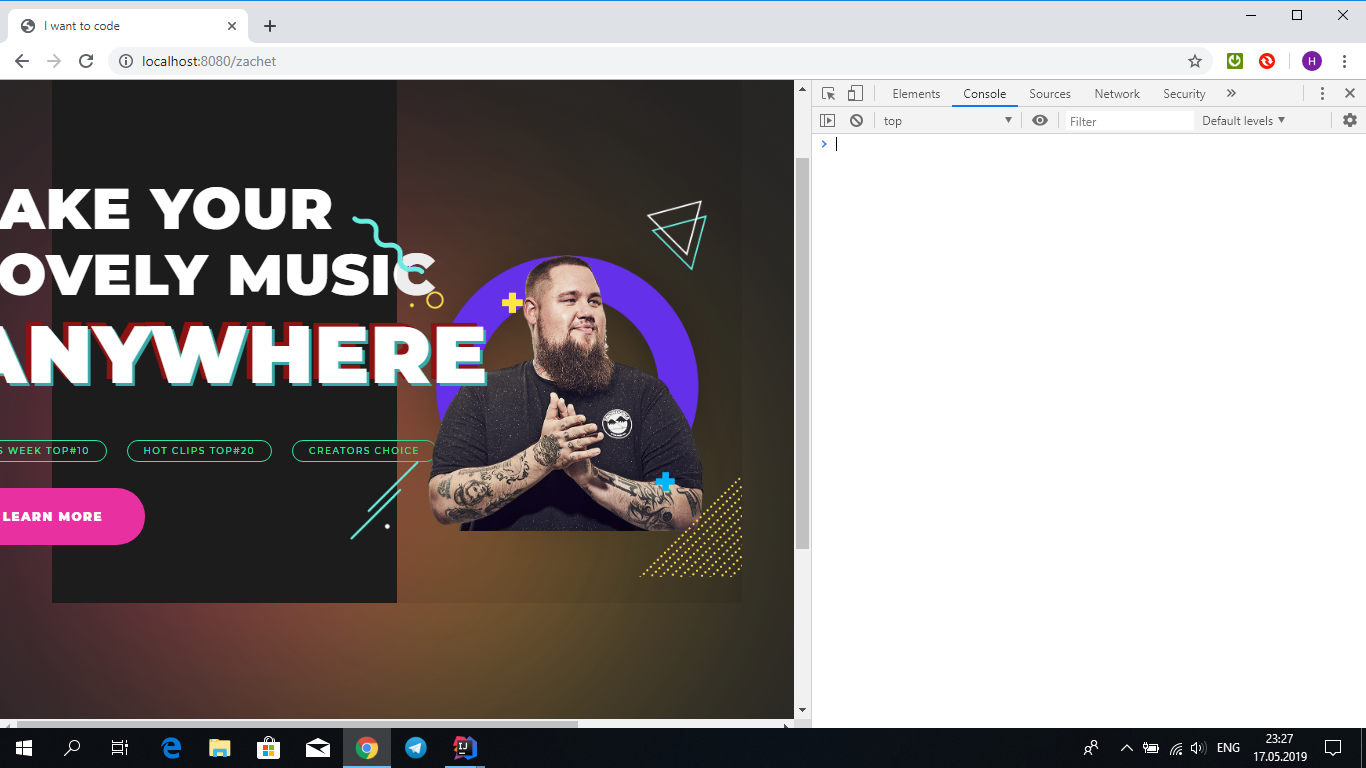 I want to code
localhost:8080/zachet
H
Elements
Console
Sources
Network
Security
top
Filter
Default levels
AKE YOUR
OVELY MUSIC
ANYWHERE
S WEEK TOP#10
HOT CLIPS TOP#20
CREATORS CHOICE
LEARN MORE
IJ
ENG
23:27
17.05.2019